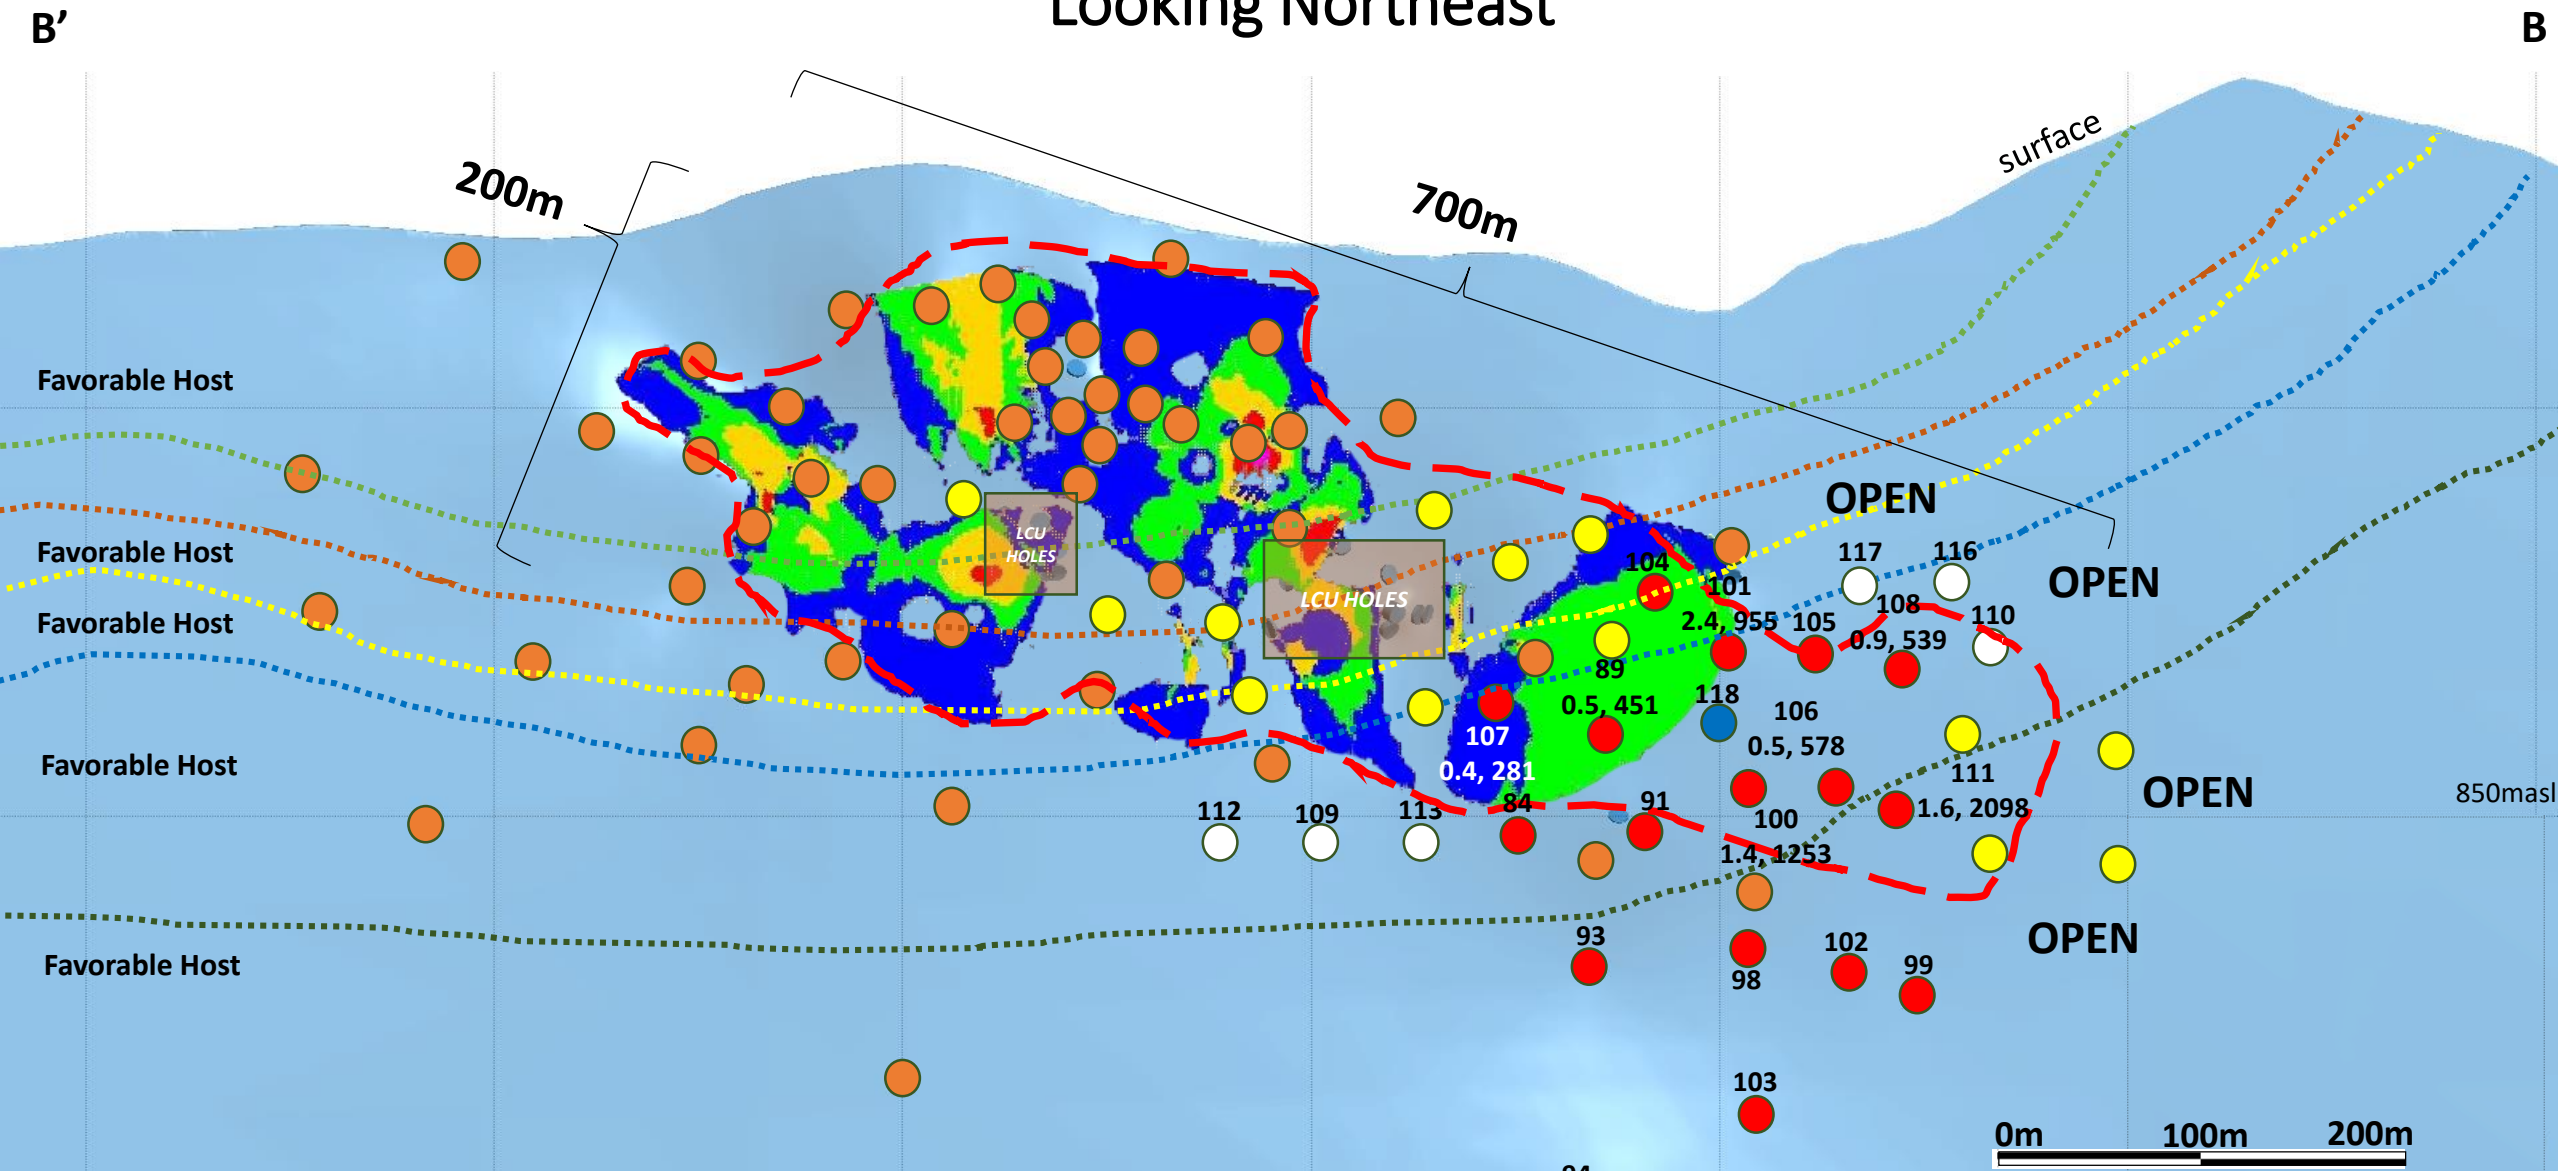 Looking Northeast
B’
B
surface
200m
700m
Favorable Host
OPEN
LCU
HOLES
Favorable Host
104
117
116
OPEN
101
LCU HOLES
2.4, 955
105
108
0.9, 539
110
Favorable Host
89
0.5, 451
118
106
0.5, 578
107
0.4, 281
Favorable Host
111
1.6, 2098
OPEN
850masl
112
109
113
84
91
100
1.4, 1253
Favorable Host
93
98
102
99
OPEN
103
0m
100m
200m